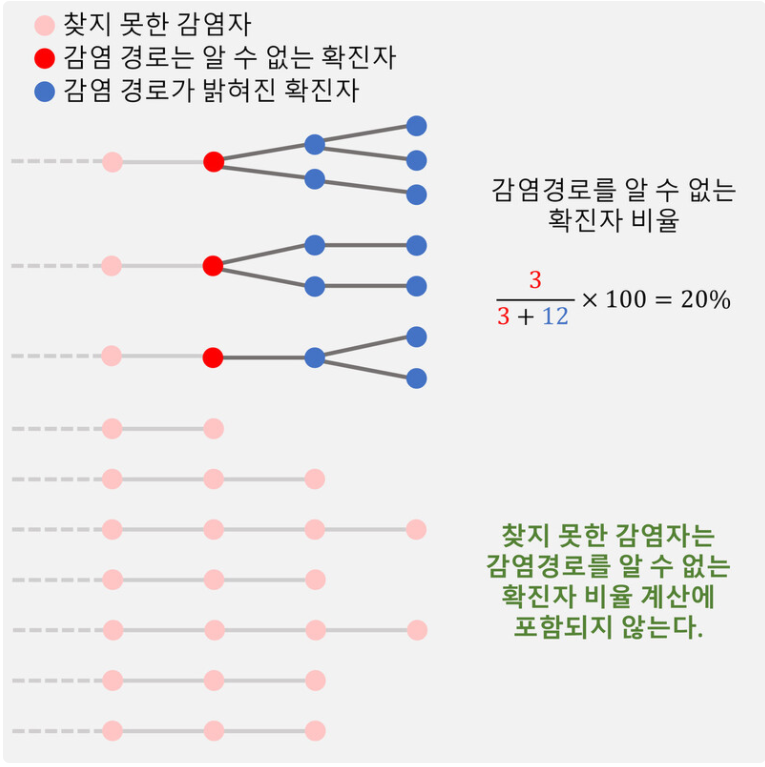 찾지 못한 감염자
감염 경로는 알 수 없는 확진자
감염 경로가 밝혀진 확진자
감염경로를 알 수 없는
확진자 비율
3
3 + 12
× 100 = 20%
찾지 못한 감염자는
감염경로를 알 수 없는
확진자 비율 계산에
포함되지 않는다.